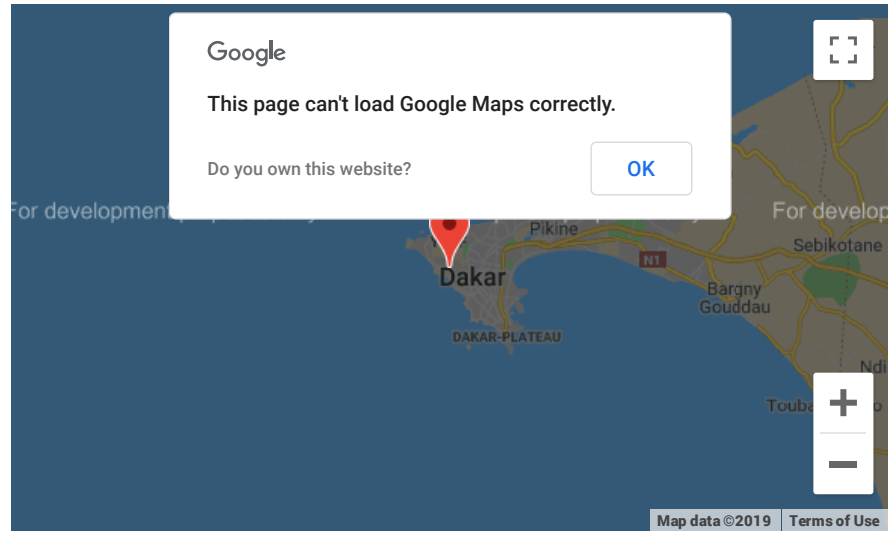 Google
This page can't load Google Maps correctly.
Do you own this website?
OK
For development
For develop
Pikine
Sebikotane
N1
Dakar
Bargny
Gouddau
DAKAR-PLATEAU
Ndi
Touba
Map data ©2019
Terms of Use